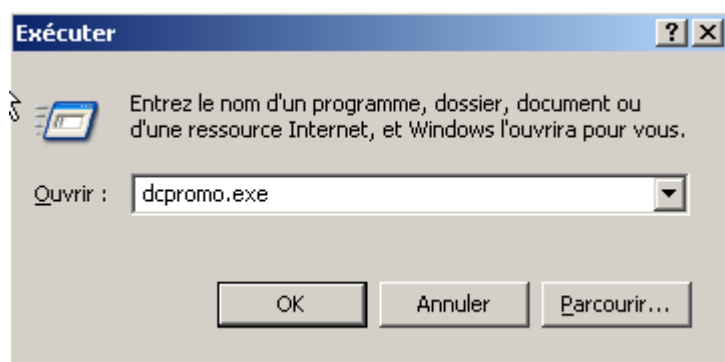 Exécuter
Entrez le nom d'un programme, dossier, document ou
d'une ressource Internet, et Windows l'ouvrira pour vous.
Ouvrir : dcpromo.exe
OK Annuler Parcourir...